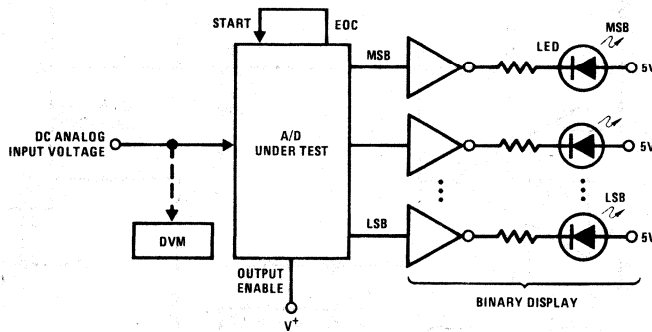 START
EOC
MSB
LED
MSB
5V
DC ANALOG
INPUT VOLTAGE
A/D
UNDER TEST
5V
LSB
LSB
5V
DVM
OUTPUT
ENABLE
V+
BINARY DISPLAY